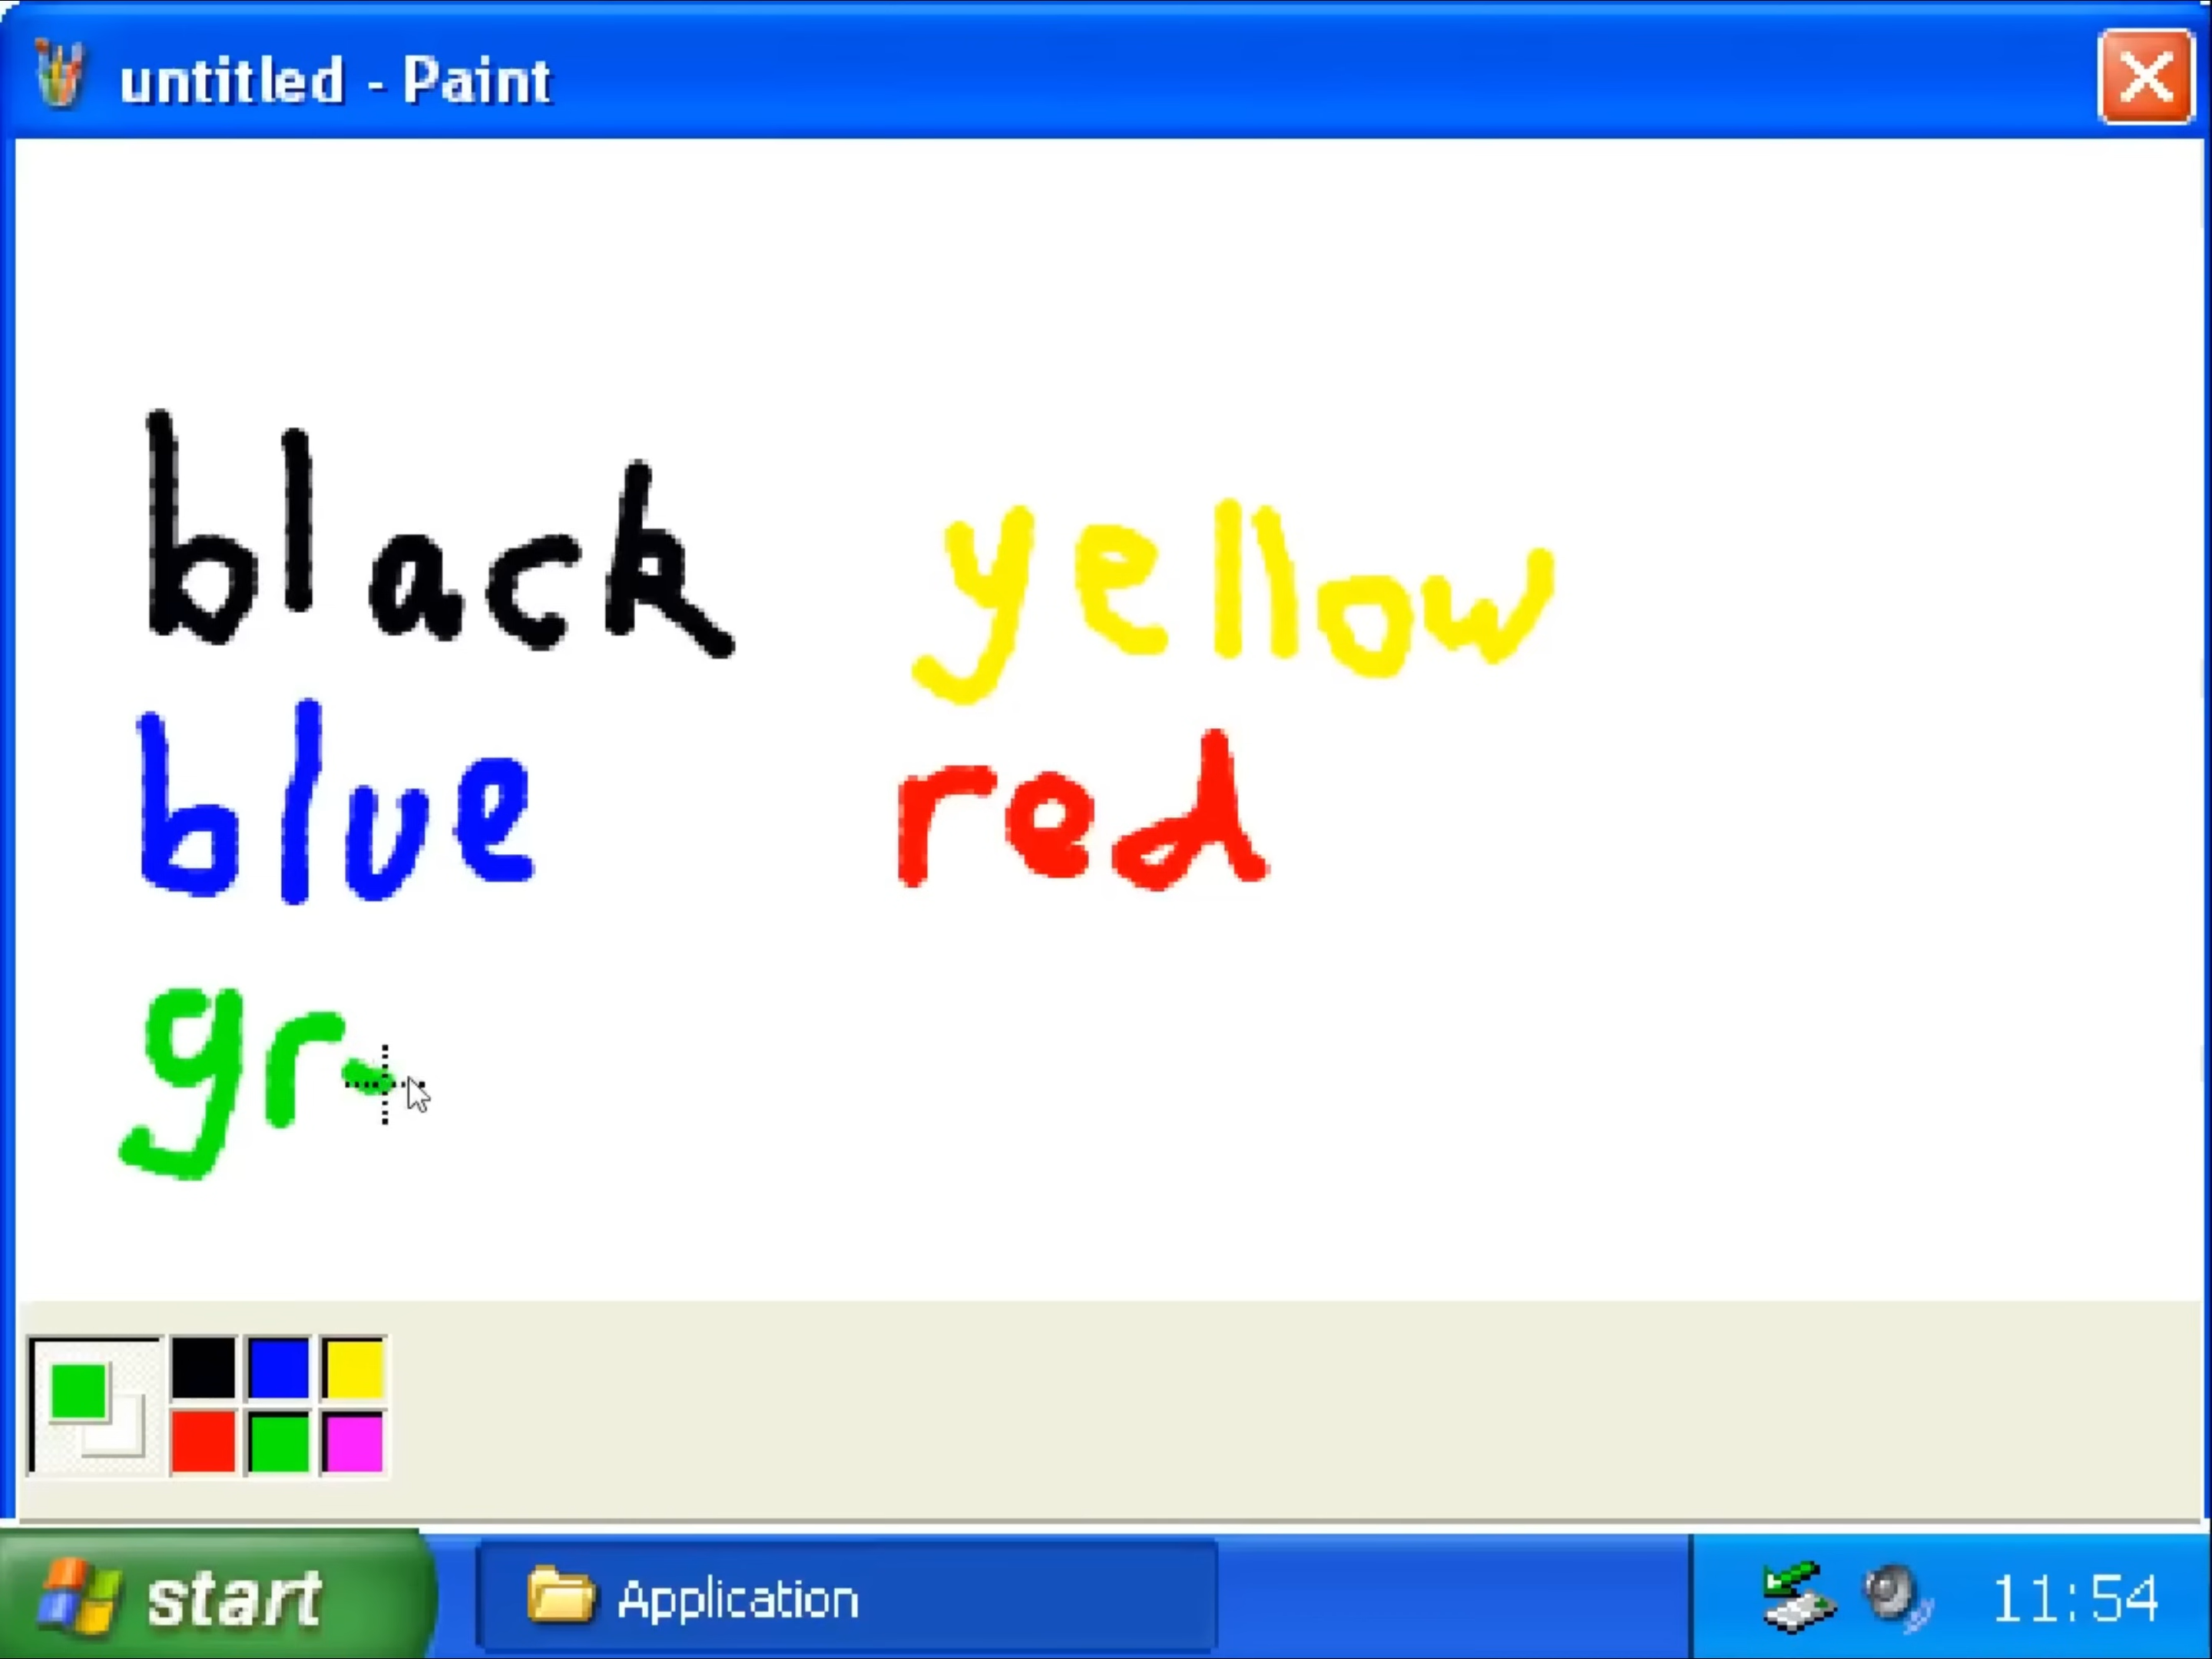 untitled - Paint
black yellow
blue red
gr
start Application 11:54